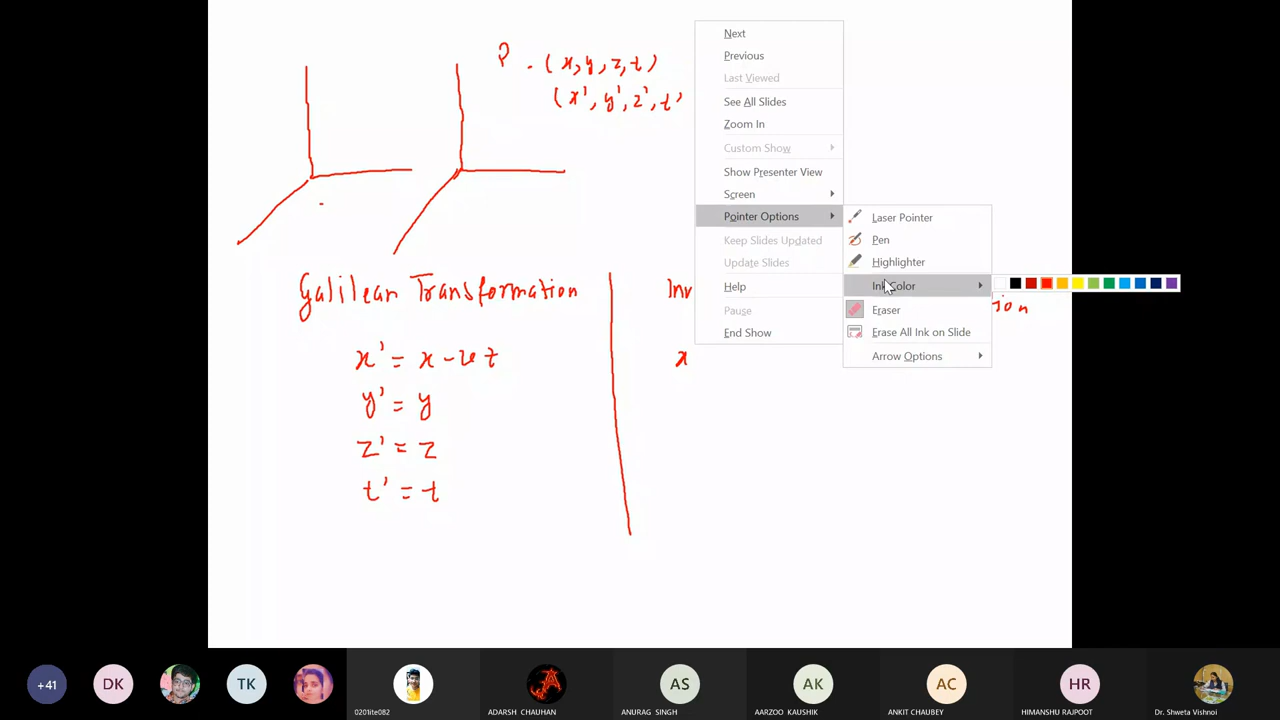 P . (x, y, z, t)
(x', y', z', t'
Galilean Transformation
x' = x - ut
y' = y
z' = z
t' = t
Inv
tion
x
Next
Previous
Last Viewed
See All Slides
Zoom In
Custom Show
Show Presenter View
Screen
Pointer Options
Keep Slides Updated
Update Slides
Help
Pause
End Show
Laser Pointer
Pen
Highlighter
Ink Color
Eraser
Erase All Ink on Slide
Arrow Options
+41
DK
TK
AS
AK
AC
HR
0201ite082
ADARSH CHAUHAN
ANURAG SINGH
AARZOO KAUSHIK
ANKIT CHAUBEY
HIMANSHU RAJPOOT
Dr. Shweta Vishnoi